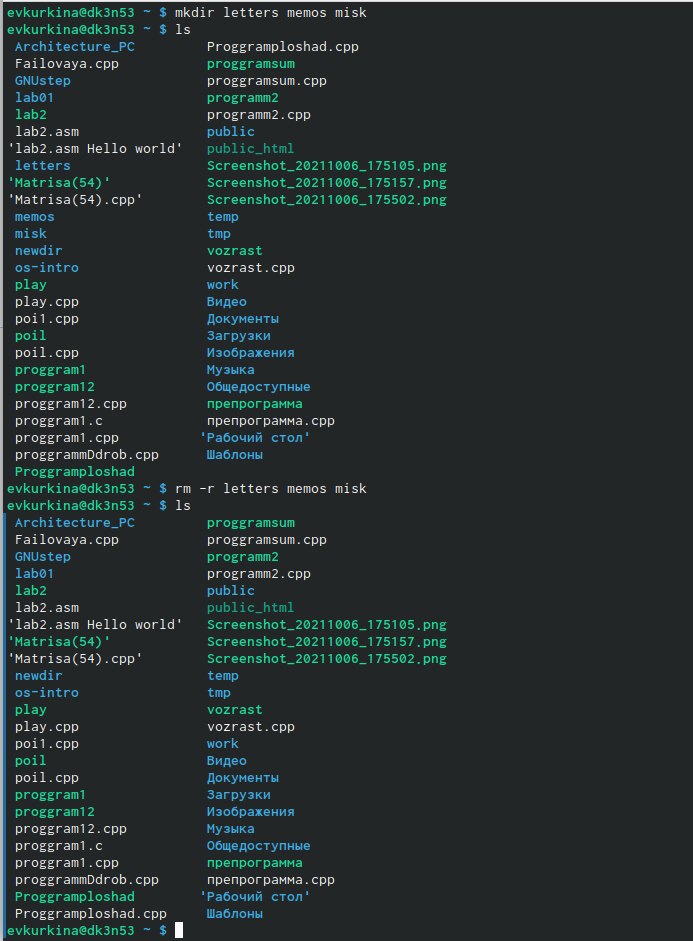 evkurkina@dk3n53 ~ $ mkdir letters memos misk
evkurkina@dk3n53 ~ $ ls
Architecture_PC Proggramploshad.cpp
Failovaya.cpp proggramsum
GNUstep proggramsum.cpp
lab01 programm2
lab2 programm2.cpp
lab2.asm public
'lab2.asm Hello world' public_html
letters Screenshot_20211006_175105.png
'Matrisa(54)' Screenshot_20211006_175157.png
'Matrisa(54).cpp' Screenshot_20211006_175502.png
memos temp
misk tmp
newdir vozrast
os-intro vozrast.cpp
play work
play.cpp Видео
poi1.cpp Документы
poil Загрузки
poil.cpp Изображения
proggram1 Музыка
proggram12 Общедоступные
proggram12.cpp препрограмма
proggram1.c препрограмма.cpp
proggram1.cpp 'Рабочий стол'
proggrammDdrob.cpp Шаблоны
Proggramploshad
evkurkina@dk3n53 ~ $ rm -r letters memos misk
evkurkina@dk3n53 ~ $ ls
Architecture_PC proggramsum
Failovaya.cpp proggramsum.cpp
GNUstep programm2
lab01 programm2.cpp
lab2 public
lab2.asm public_html
'lab2.asm Hello world' Screenshot_20211006_175105.png
'Matrisa(54)' Screenshot_20211006_175157.png
'Matrisa(54).cpp' Screenshot_20211006_175502.png
newdir temp
os-intro tmp
play vozrast
play.cpp vozrast.cpp
poi1.cpp work
poil Видео
poil.cpp Документы
proggram1 Загрузки
proggram12 Изображения
proggram12.cpp Музыка
proggram1.c Общедоступные
proggram1.cpp препрограмма
proggrammDdrob.cpp препрограмма.cpp
Proggramploshad 'Рабочий стол'
Proggramploshad.cpp Шаблоны
evkurkina@dk3n53 ~ $